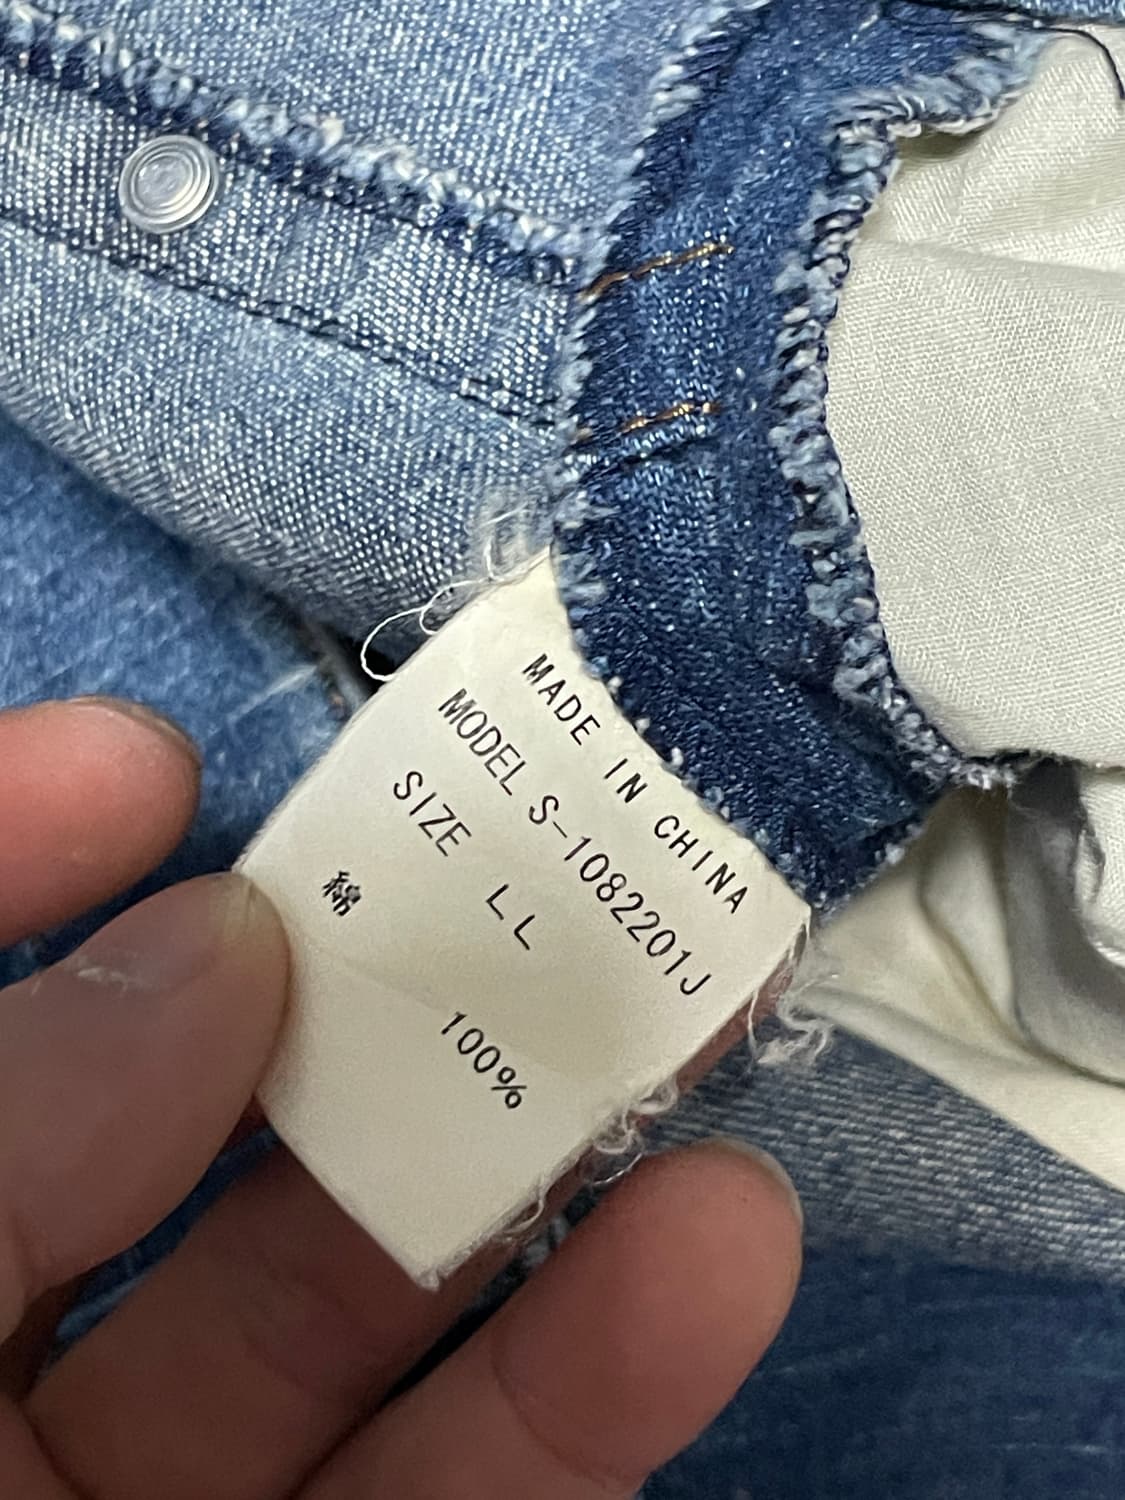 MADE IN CHINA
MODEL S-1082201J
SIZE LL
綿 100%